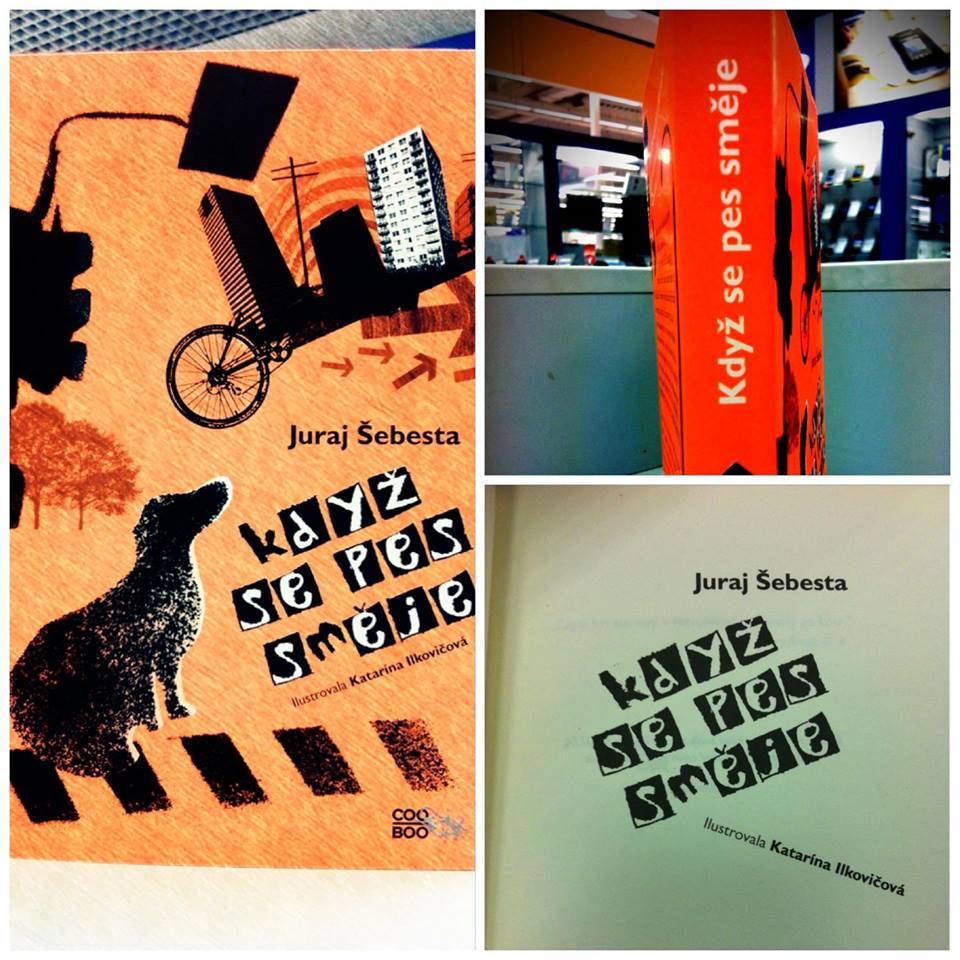 Juraj Šebesta
když
se pes
směje
Ilustrovala Katarína Ilkovičová
COO
BOO
Když se pes směje
Juraj Šebesta
když
se pes
směje
Ilustrovala Katarína Ilkovičová